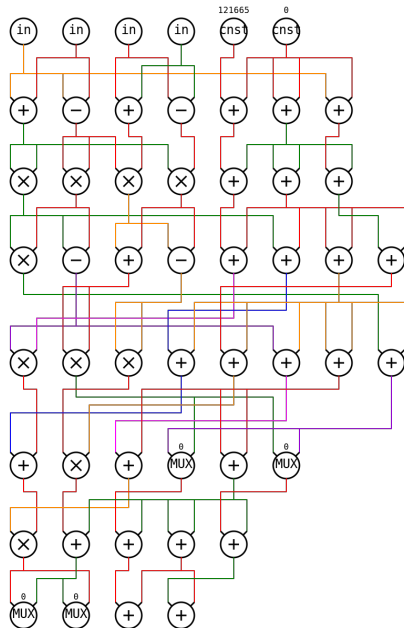 121665 0
in in in in cnst cnst
+ − + − + + +
× × × × + + +
× − + − + + + +
× × × + + + + +
0 0
+ × + MUX + MUX
× + + + +
0 0
MUX MUX + +